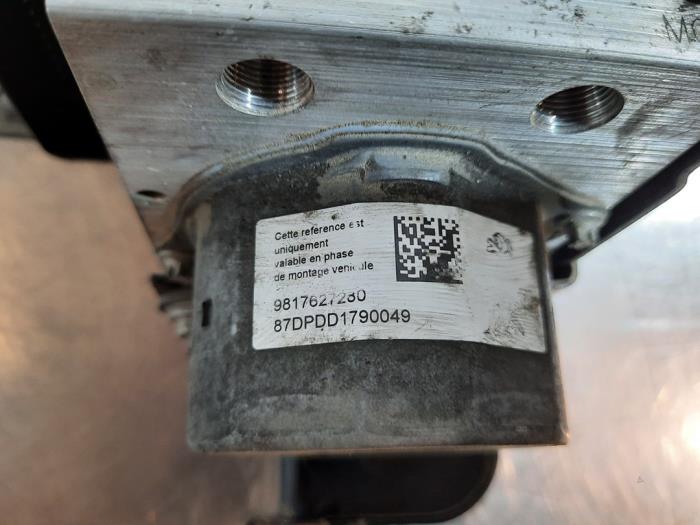 Cette reference est
uniquement
valable en phase
de montage vehicule
9817627280
87DPDD1790049